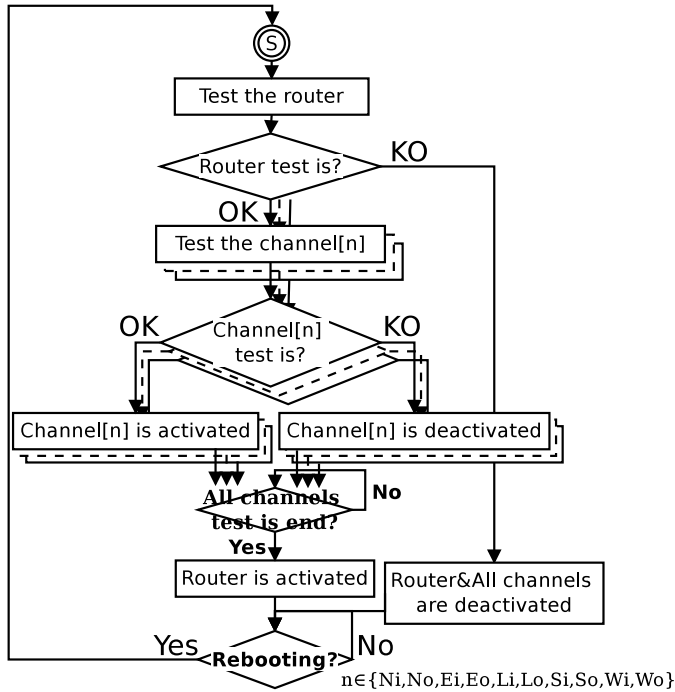 S
Test the router
Router test is?
KO
OK
Test the channel[n]
OK
Channel[n]
test is?
KO
Channel[n] is activated
Channel[n] is deactivated
All channels
test is end?
No
Yes
Router is activated
Router&All channels
are deactivated
Yes
Rebooting?
No
n∈{Ni,No,Ei,Eo,Li,Lo,Si,So,Wi,Wo}